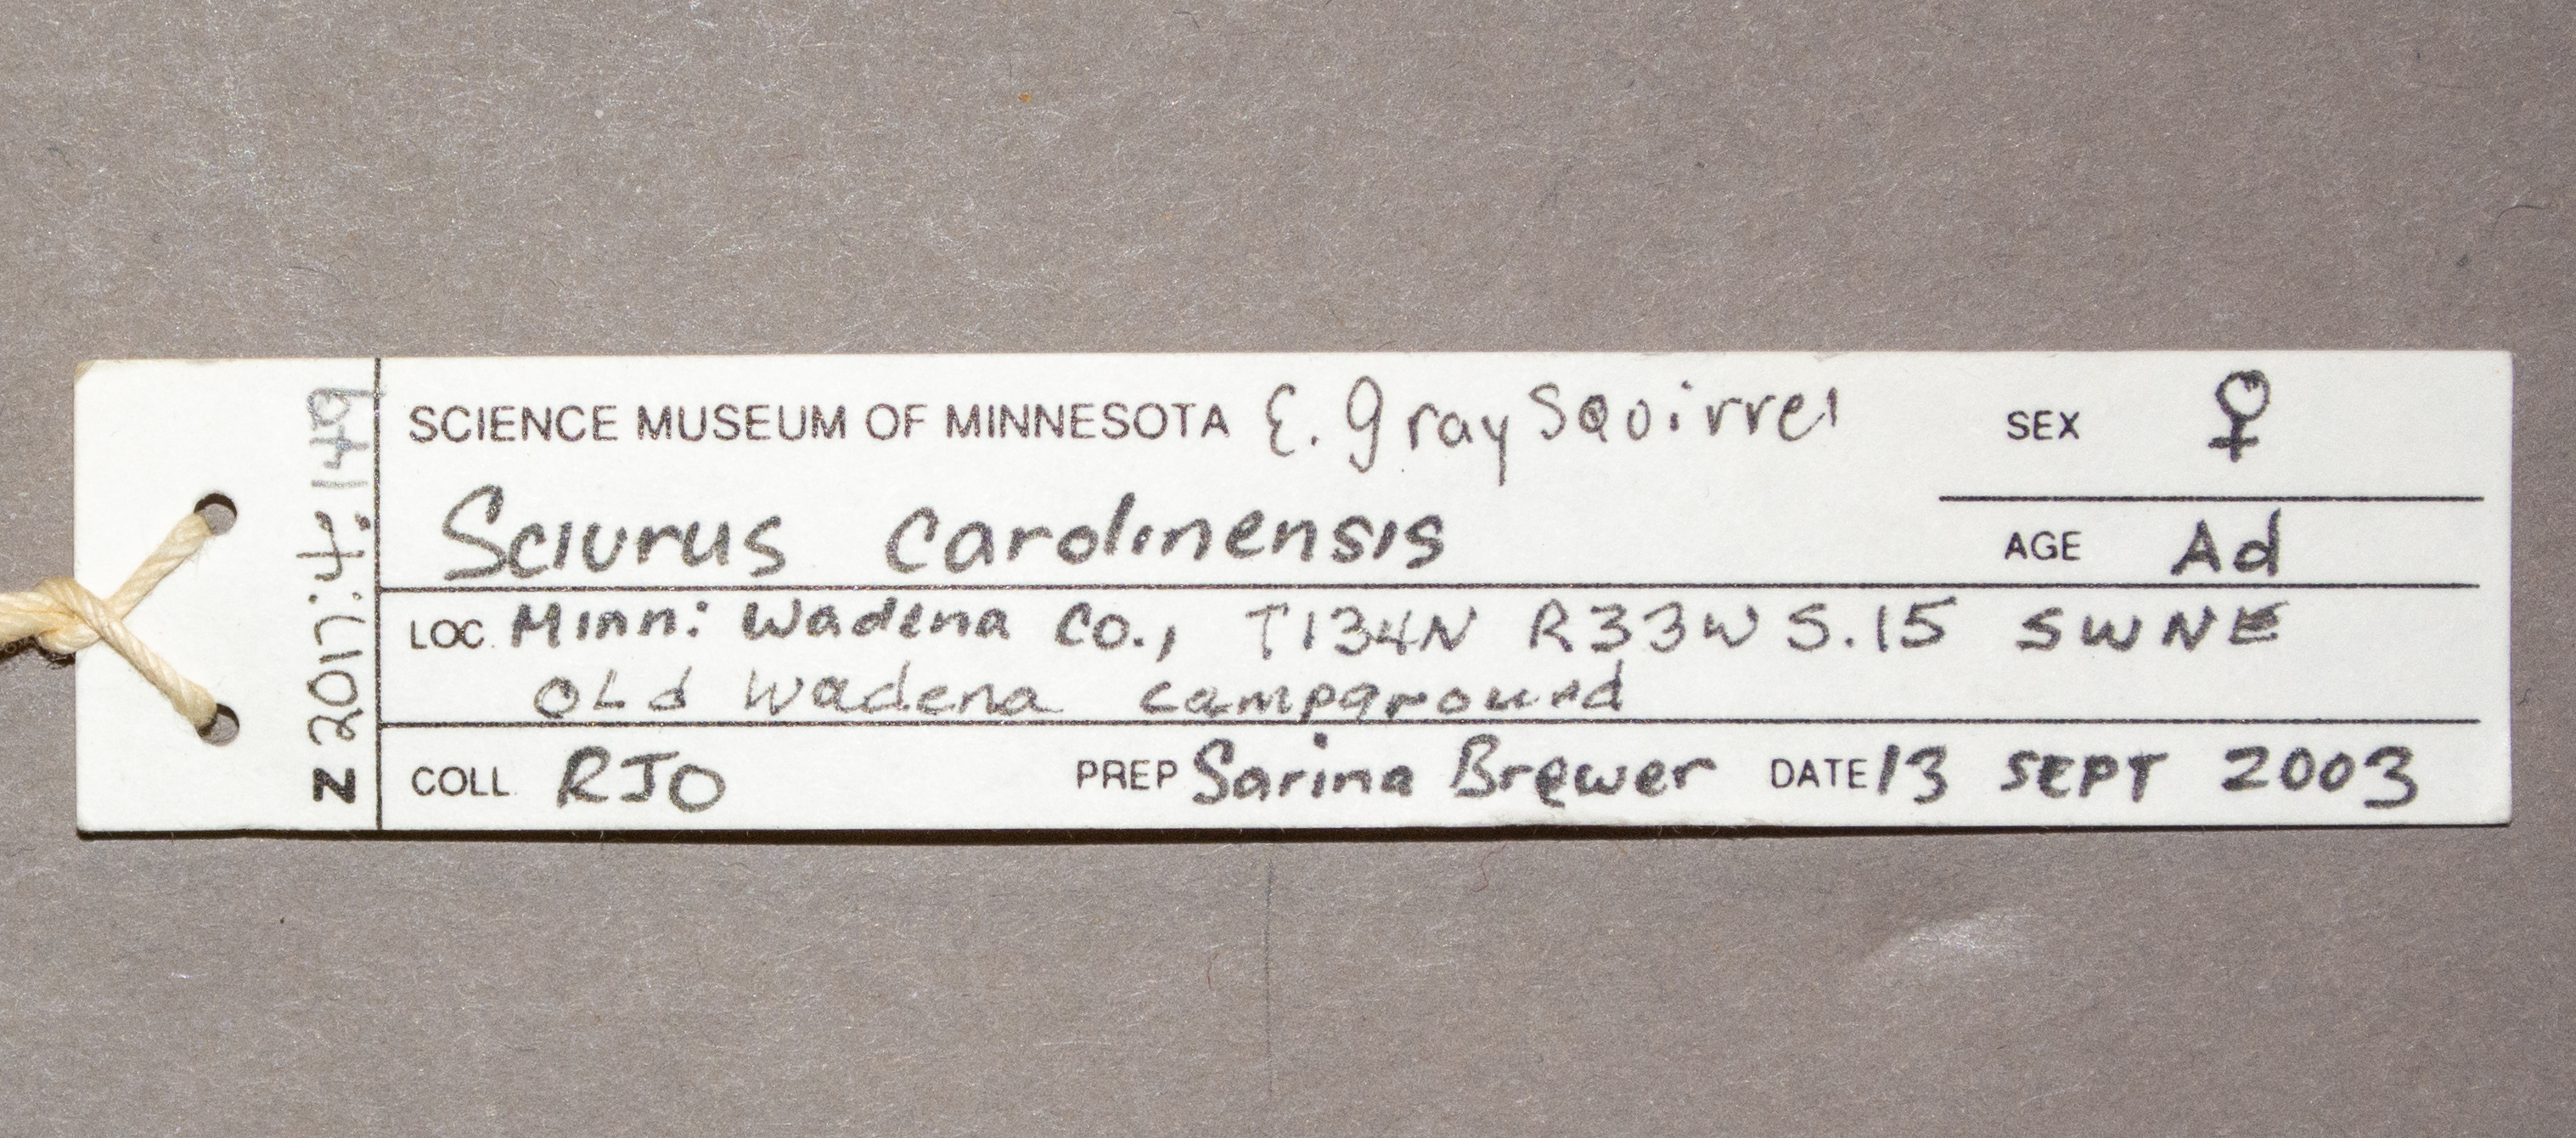 Z 2017:4:149
SCIENCE MUSEUM OF MINNESOTA E. gray Squirrel
SEX ♀
Sciurus carolinensis
AGE Ad
LOC. Minn: Wadena Co., T134N R33W S.15 SWNE
OLd Wadena campground
COLL. RJO PREP Sarina Brewer DATE 13 SEPT 2003